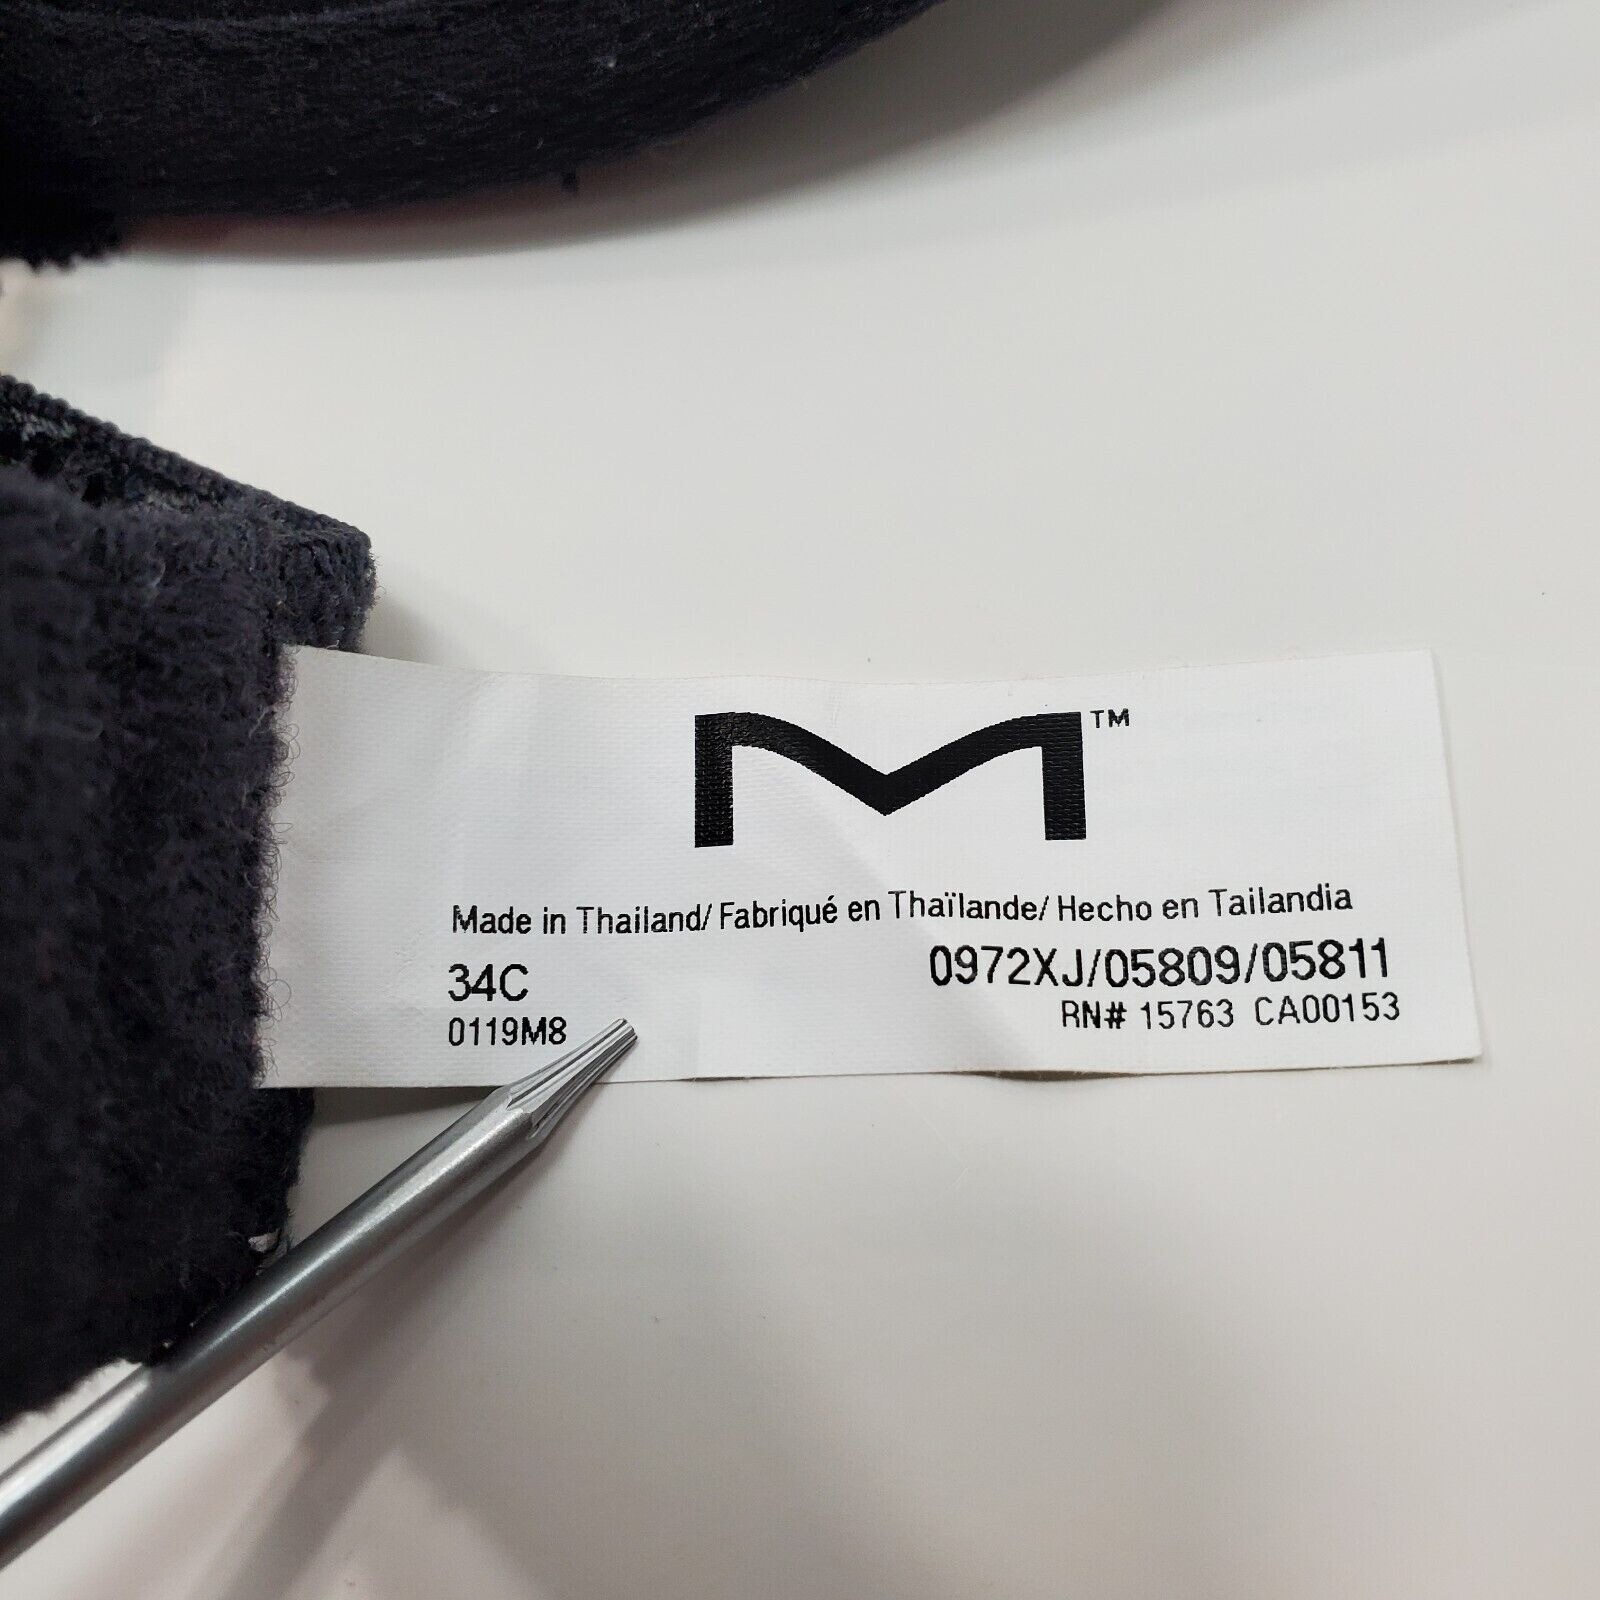 M™
Made in Thailand/ Fabriqué en Thaïlande/ Hecho en Tailandia
34C 0972XJ/05809/05811
0119M8 RN# 15763 CA00153